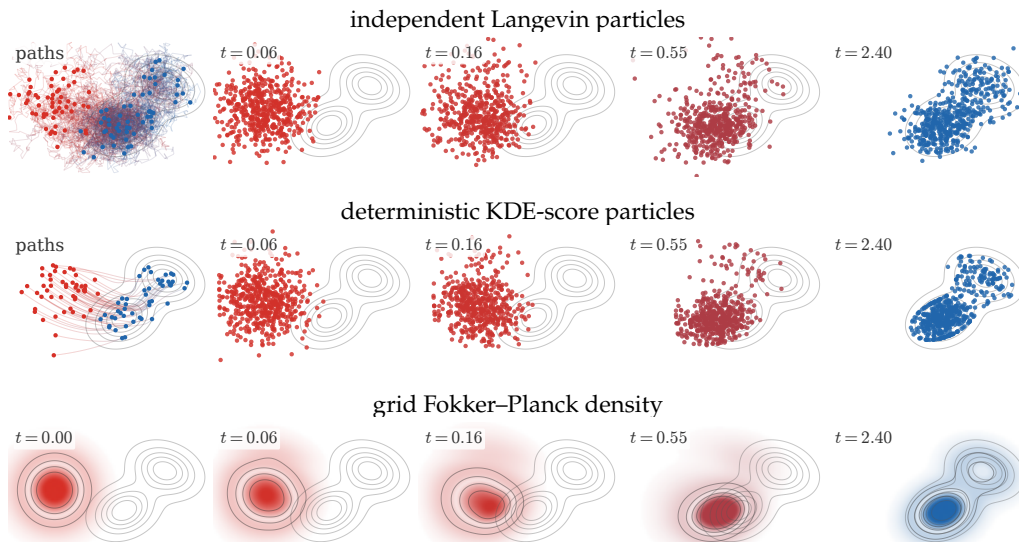 independent Langevin particles
paths
t = 0.06
t = 0.16
t = 0.55
t = 2.40
deterministic KDE-score particles
paths
t = 0.06
t = 0.16
t = 0.55
t = 2.40
grid Fokker–Planck density
t = 0.00
t = 0.06
t = 0.16
t = 0.55
t = 2.40